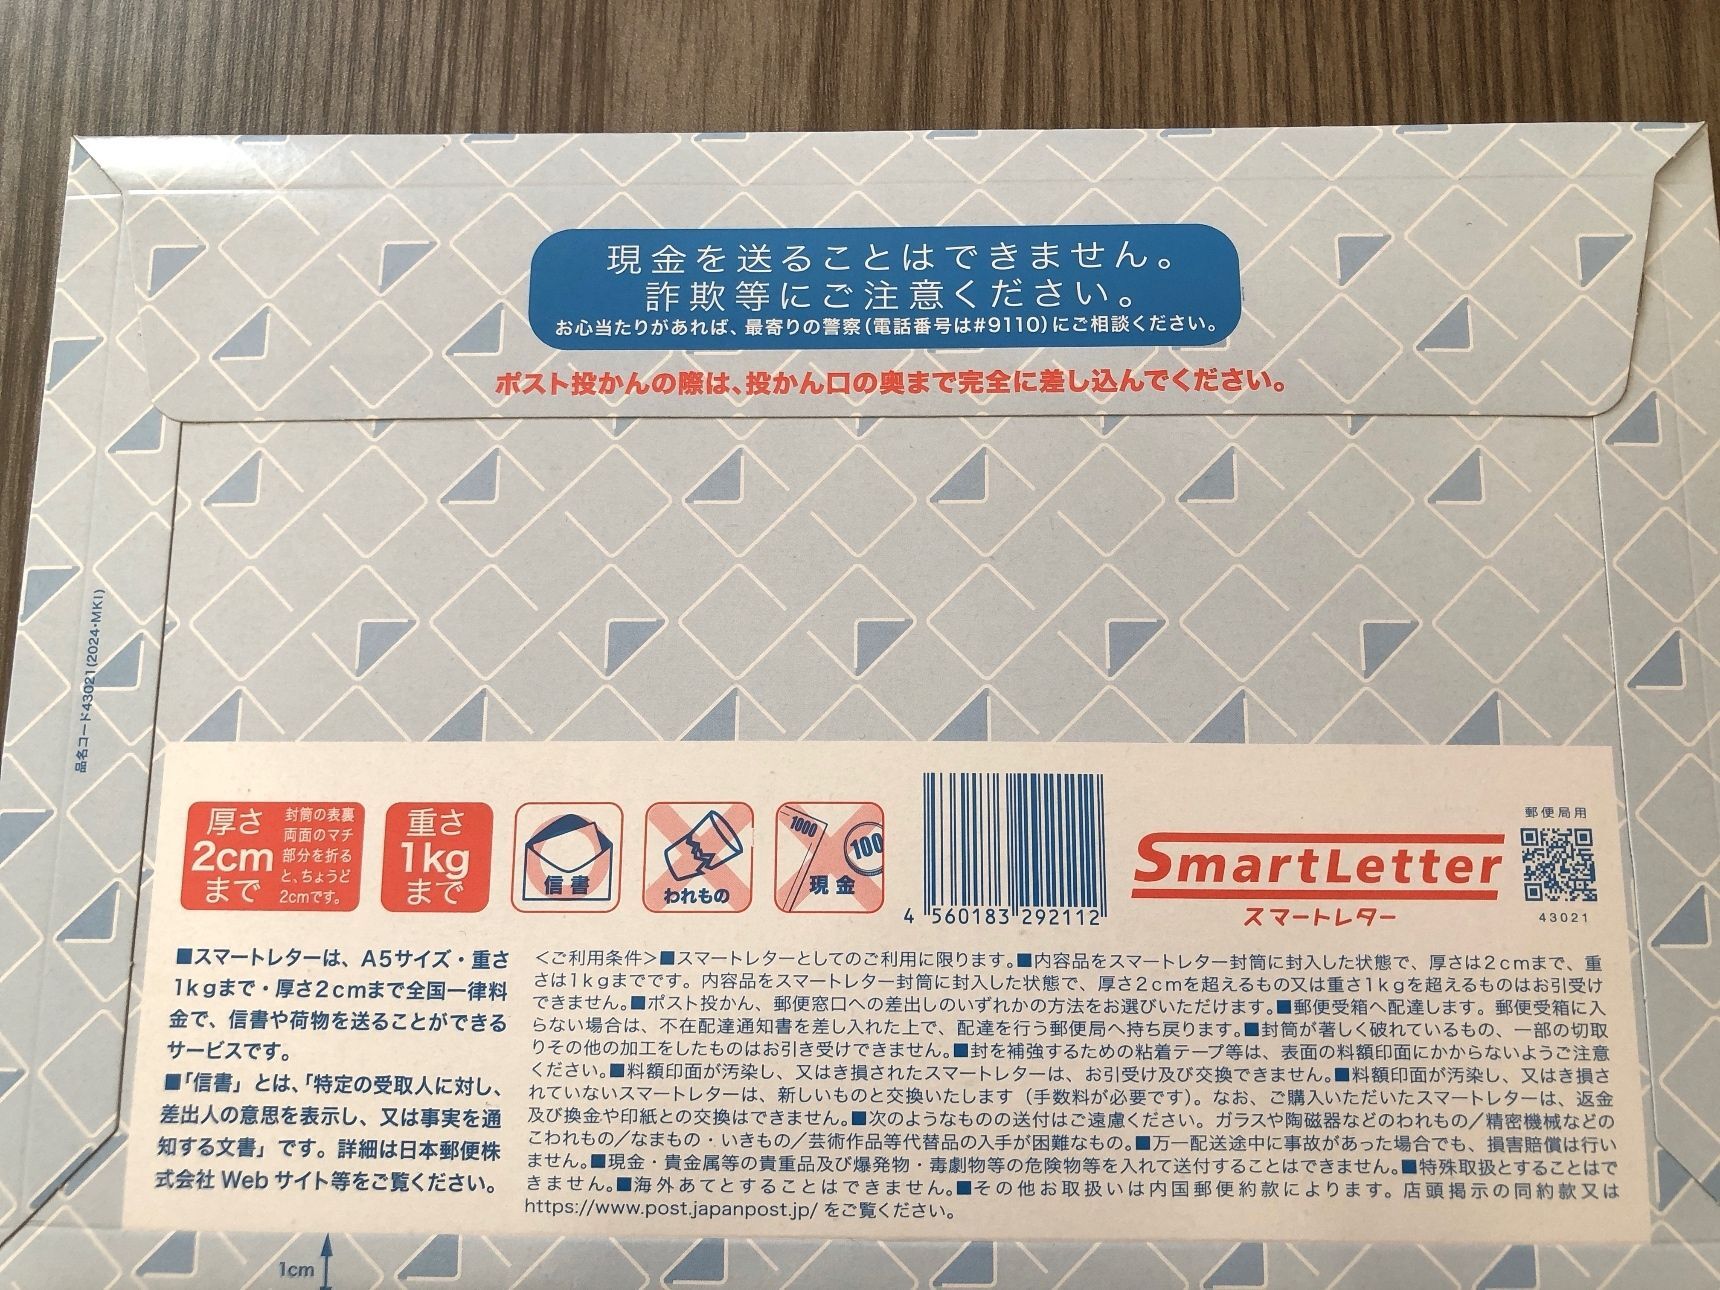 現金を送ることはできません。
詐欺等にご注意ください。
お心当たりがあれば、最寄りの警察(電話番号は#9110)にご相談ください。
ポスト投かんの際は、投かん口の奥まで完全に差し込んでください。
品名コード43021(2024・MKI)
厚さ
2cm
まで
封筒の表裏
両面のマチ
部分を折る
と、ちょうど
2cmです。
重さ
1kg
まで
信書
われもの
1000
100
現金
4 560183 292112
SmartLetter
スマートレター
郵便局用
43021
■スマートレターは、A5サイズ・重さ
1kgまで・厚さ2cmまで全国一律料
金で、信書や荷物を送ることができる
サービスです。
■「信書」とは、「特定の受取人に対し、
差出人の意思を表示し、又は事実を通
知する文書」です。詳細は日本郵便株
式会社 Web サイト等をご覧ください。
<ご利用条件>■スマートレターとしてのご利用に限ります。■内容品をスマートレター封筒に封入した状態で、厚さは2cmまで、重
さは1kgまでです。内容品をスマートレター封筒に封入した状態で、厚さ2cmを超えるもの又は重さ1kgを超えるものはお引受け
できません。■ポスト投かん、郵便窓口への差出しのいずれかの方法をお選びいただけます。■郵便受箱へ配達します。郵便受箱に入
らない場合は、不在配達通知書を差し入れた上で、配達を行う郵便局へ持ち戻ります。■封筒が著しく破れているもの、一部の切取
りその他の加工をしたものはお引き受けできません。■封を補強するための粘着テープ等は、表面の料額印面にかからないようご注意
ください。■料額印面が汚染し、又はき損されたスマートレターは、お引受け及び交換できません。■料額印面が汚染し、又はき損さ
れていないスマートレターは、新しいものと交換いたします(手数料が必要です)。なお、ご購入いただいたスマートレターは、返金
及び換金や印紙との交換はできません。■次のようなものの送付はご遠慮ください。ガラスや陶磁器などのわれもの/精密機械などの
こわれもの/なまもの・いきもの/芸術作品等代替品の入手が困難なもの。■万一配送途中に事故があった場合でも、損害賠償は行い
ません。■現金・貴金属等の貴重品及び爆発物・毒劇物等の危険物等を入れて送付することはできません。■特殊取扱とすることはで
きません。■海外あてとすることはできません。■その他お取扱いは内国郵便約款によります。店頭掲示の同約款又は
https://www.post.japanpost.jp/ をご覧ください。
1cm